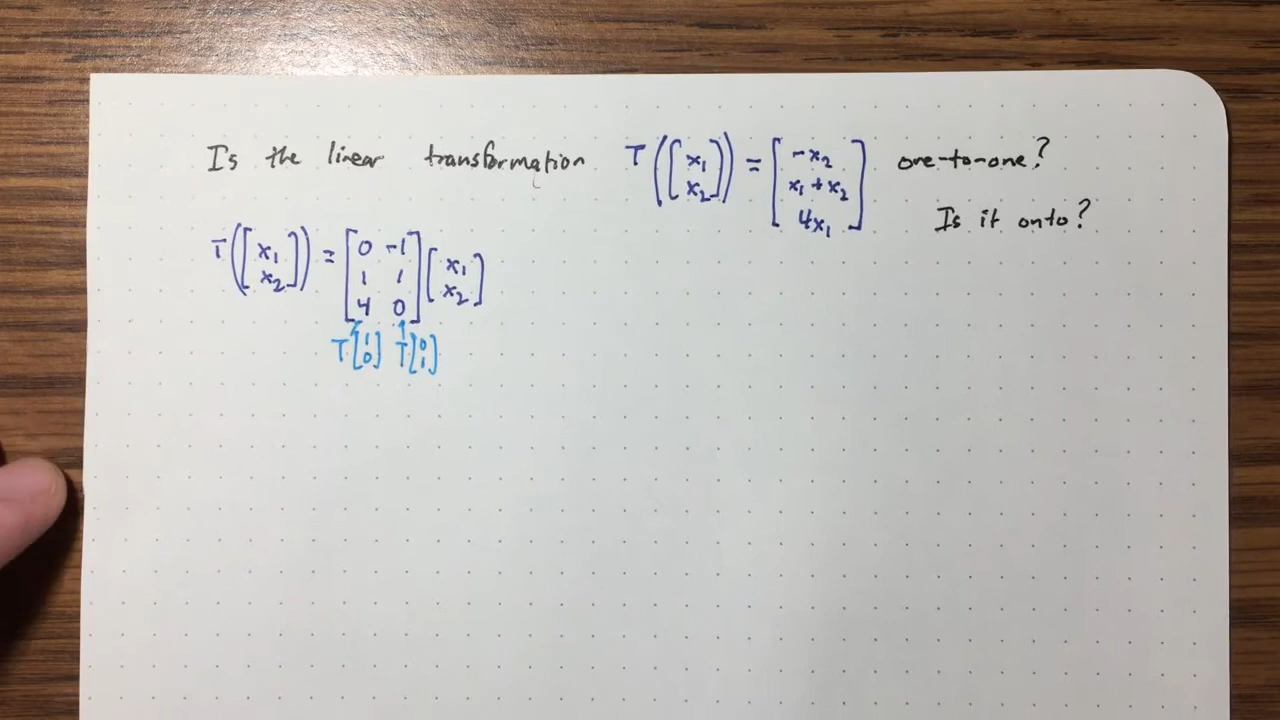 Is the linear transformation T([x₁ x₂]) = [-x₂ x₁ + x₂ 4x₁] one-to-one?
Is it onto?
T([x₁ x₂]) = [0 -1 1 1 4 0] [x₁ x₂]
T[1 0] T[0 1]